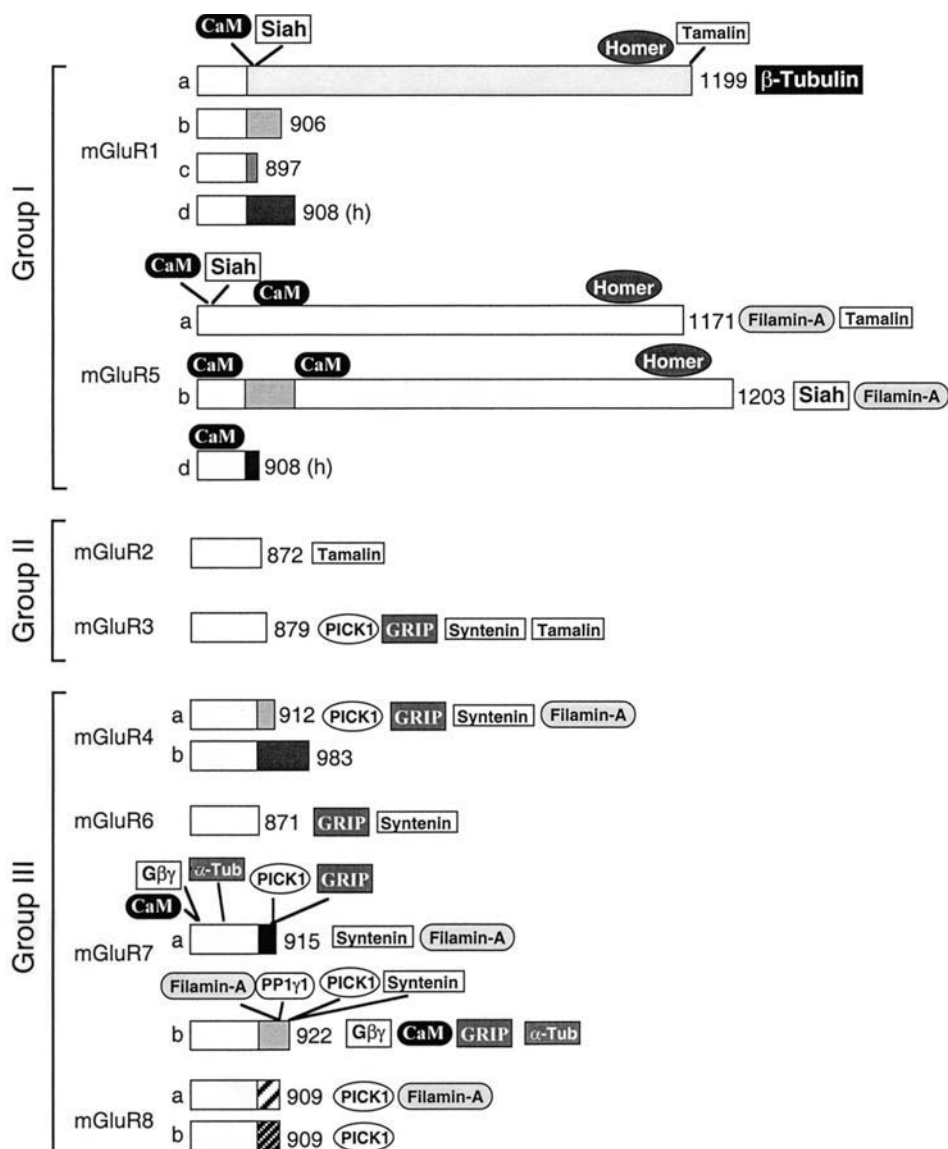 CaM Siah Homer Tamalin
Group I
mGluR1
a 1199 β-Tubulin
b 906
c 897
d 908 (h)
CaM Siah CaM Homer
mGluR5
a 1171 Filamin-A Tamalin
CaM CaM Homer
b 1203 Siah Filamin-A
CaM
d 908 (h)
Group II
mGluR2 872 Tamalin
mGluR3 879 PICK1 GRIP Syntenin Tamalin
Group III
mGluR4
a 912 PICK1 GRIP Syntenin Filamin-A
b 983
mGluR6 871 GRIP Syntenin
Gβγ α-Tub PICK1 GRIP
CaM
mGluR7
a 915 Syntenin Filamin-A
Filamin-A PP1γ1 PICK1 Syntenin
b 922 Gβγ CaM GRIP α-Tub
mGluR8
a 909 PICK1 Filamin-A
b 909 PICK1